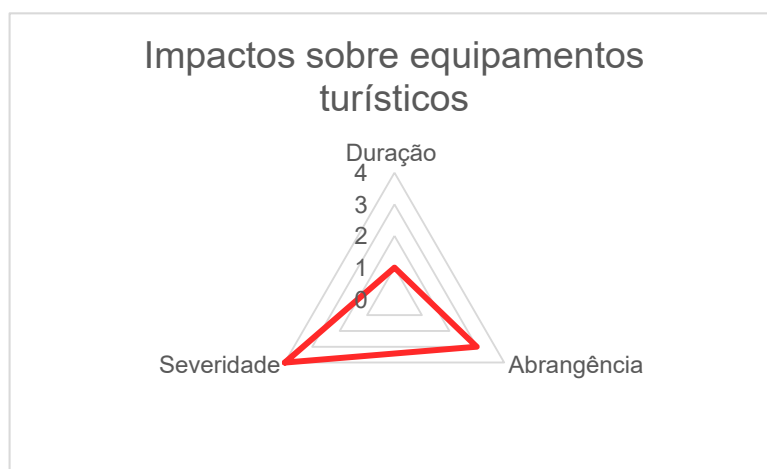 Impactos sobre equipamentos
turísticos
Duração
4
3
2
1
0
Severidade
Abrangência